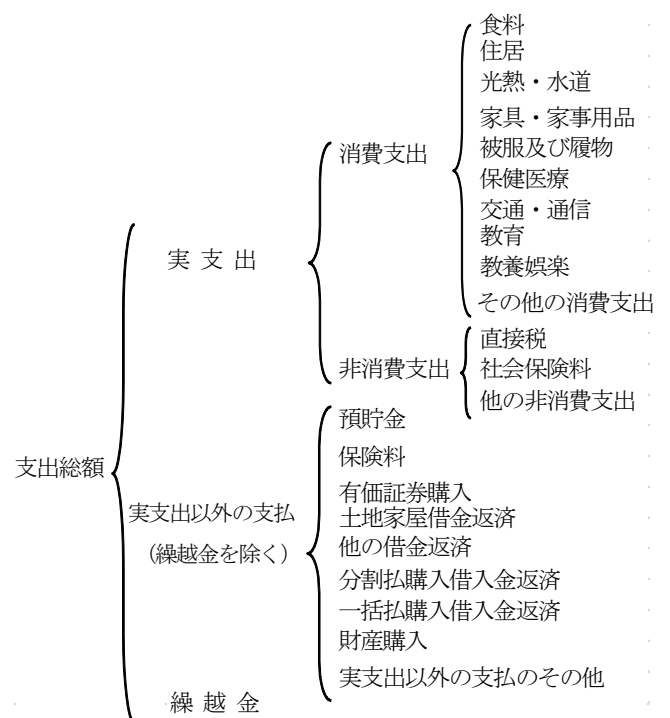 食料
住居
光熱・水道
家具・家事用品
被服及び履物
保健医療
交通・通信
教育
教養娯楽
その他の消費支出
消費支出
実支出
直接税
社会保険料
他の非消費支出
非消費支出
支出総額
預貯金
保険料
有価証券購入
土地家屋借金返済
他の借金返済
分割払購入借入金返済
一括払購入借入金返済
財産購入
実支出以外の支払のその他
実支出以外の支払
(繰越金を除く)
繰越金